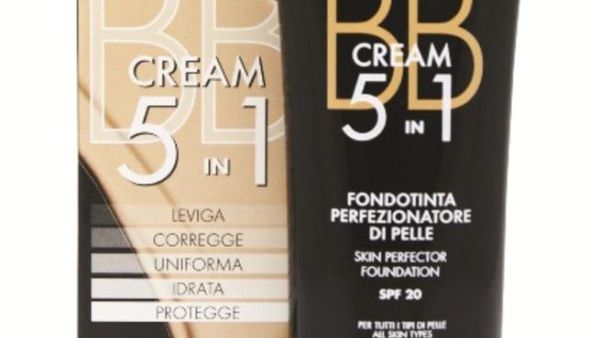 BB
CREAM
5 IN 1
LEVIGA
CORREGGE
UNIFORMA
IDRATA
PROTEGGE
BB
CREAM
5 IN 1
FONDOTINTA
PERFEZIONATORE
DI PELLE
SKIN PERFECTOR
FOUNDATION
SPF 20
PER TUTTI I TIPI DI PELLE
ALL SKIN TYPES